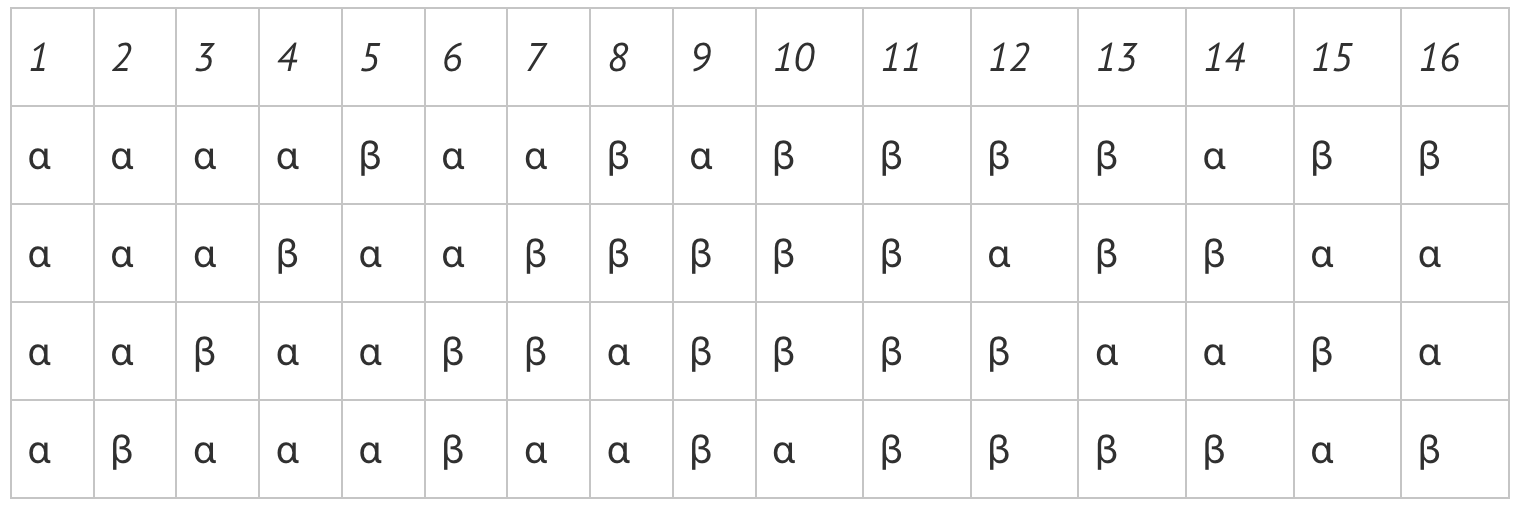 1 2 3 4 5 6 7 8 9 10 11 12 13 14 15 16
α α α α β α α β α β β β β α β β
α α α β α α β β β β β α β β α α
α α β α α β β α β β β β α α β α
α β α α α β α α β α β β β β α β